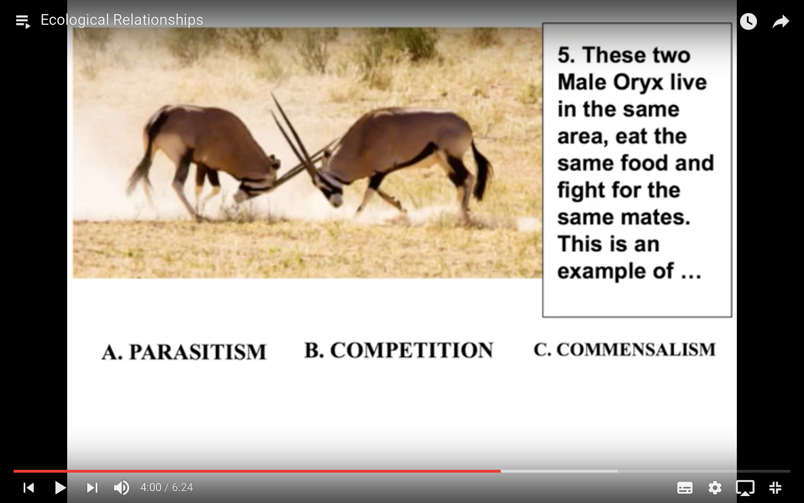 Ecological Relationships
5. These two
Male Oryx live
in the same
area, eat the
same food and
fight for the
same mates.
This is an
example of ...
A. PARASITISM
B. COMPETITION
C. COMMENSALISM
4:00 / 6:24